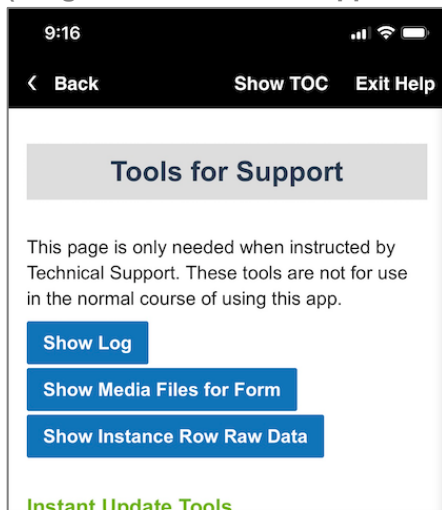 9:16
Back Show TOC Exit Help
Tools for Support
This page is only needed when instructed by
Technical Support. These tools are not for use
in the normal course of using this app.
Show Log
Show Media Files for Form
Show Instance Row Raw Data
Instant Update Tools